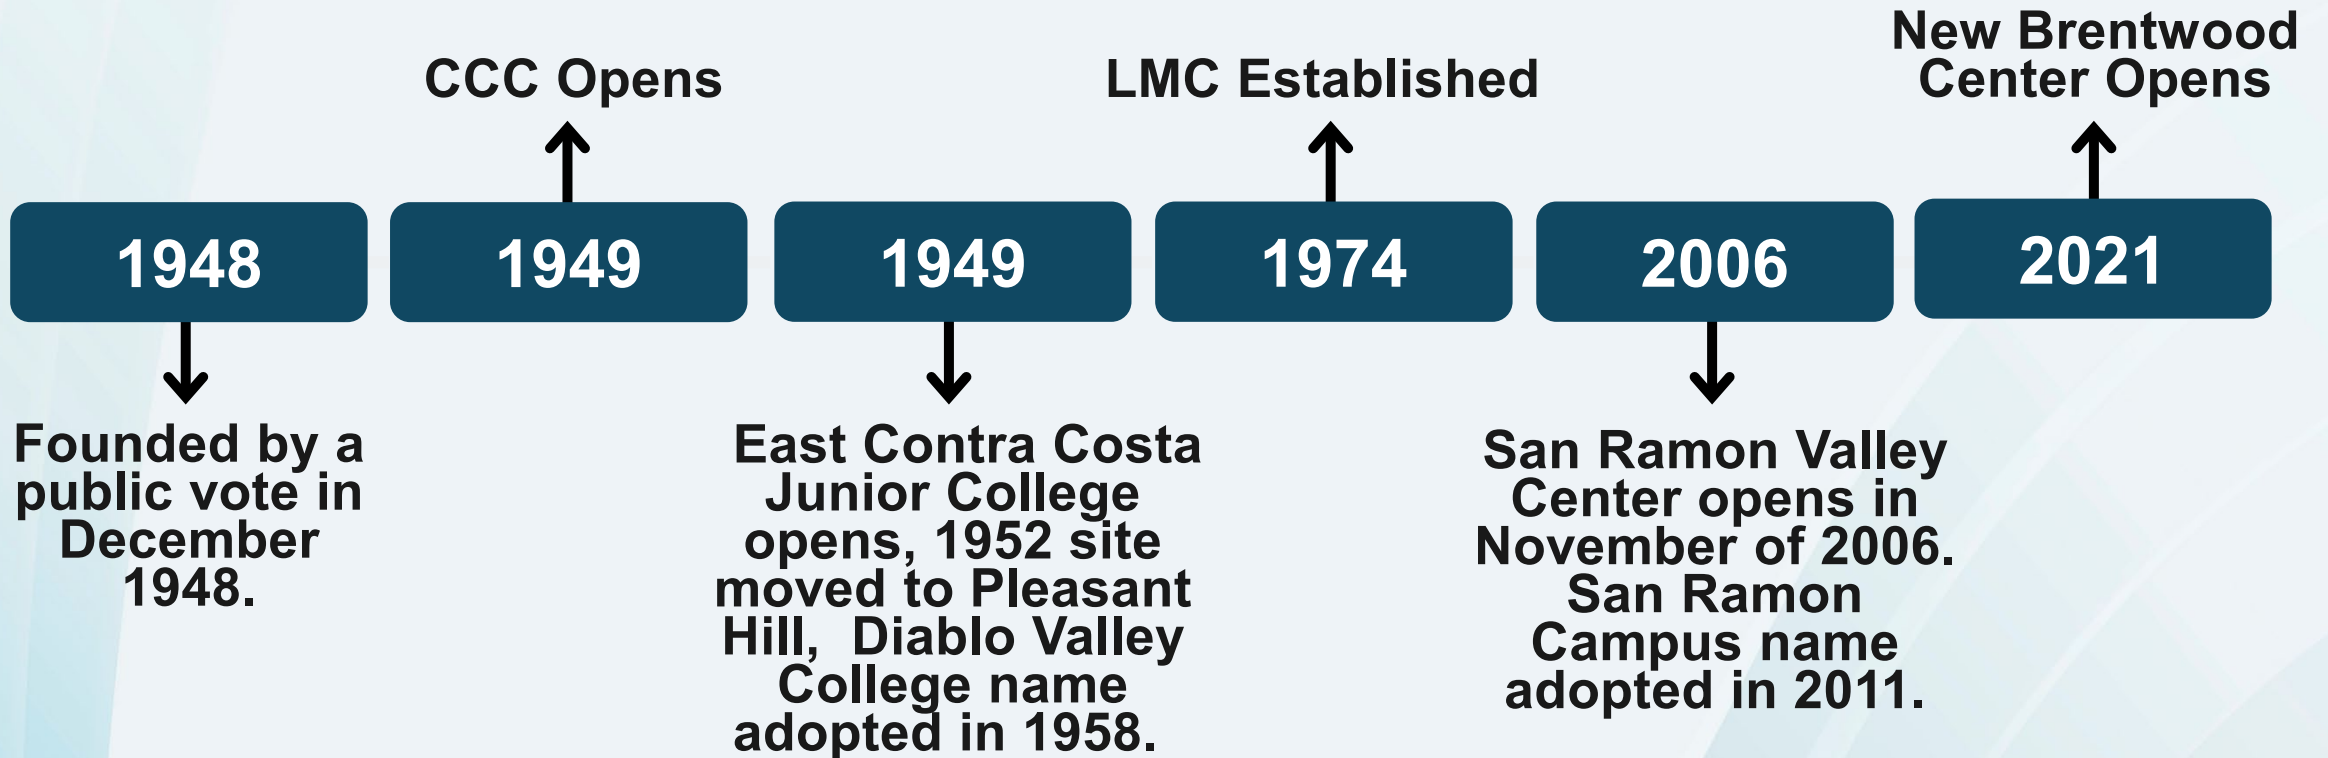 CCC Opens
LMC Established
New Brentwood
Center Opens
1948
1949
1949
1974
2006
2021
Founded by a
public vote in
December
1948.
East Contra Costa
Junior College
opens, 1952 site
moved to Pleasant
Hill,  Diablo Valley
College name
adopted in 1958.
San Ramon Valley
Center opens in
November of 2006.
San Ramon
Campus name
adopted in 2011.